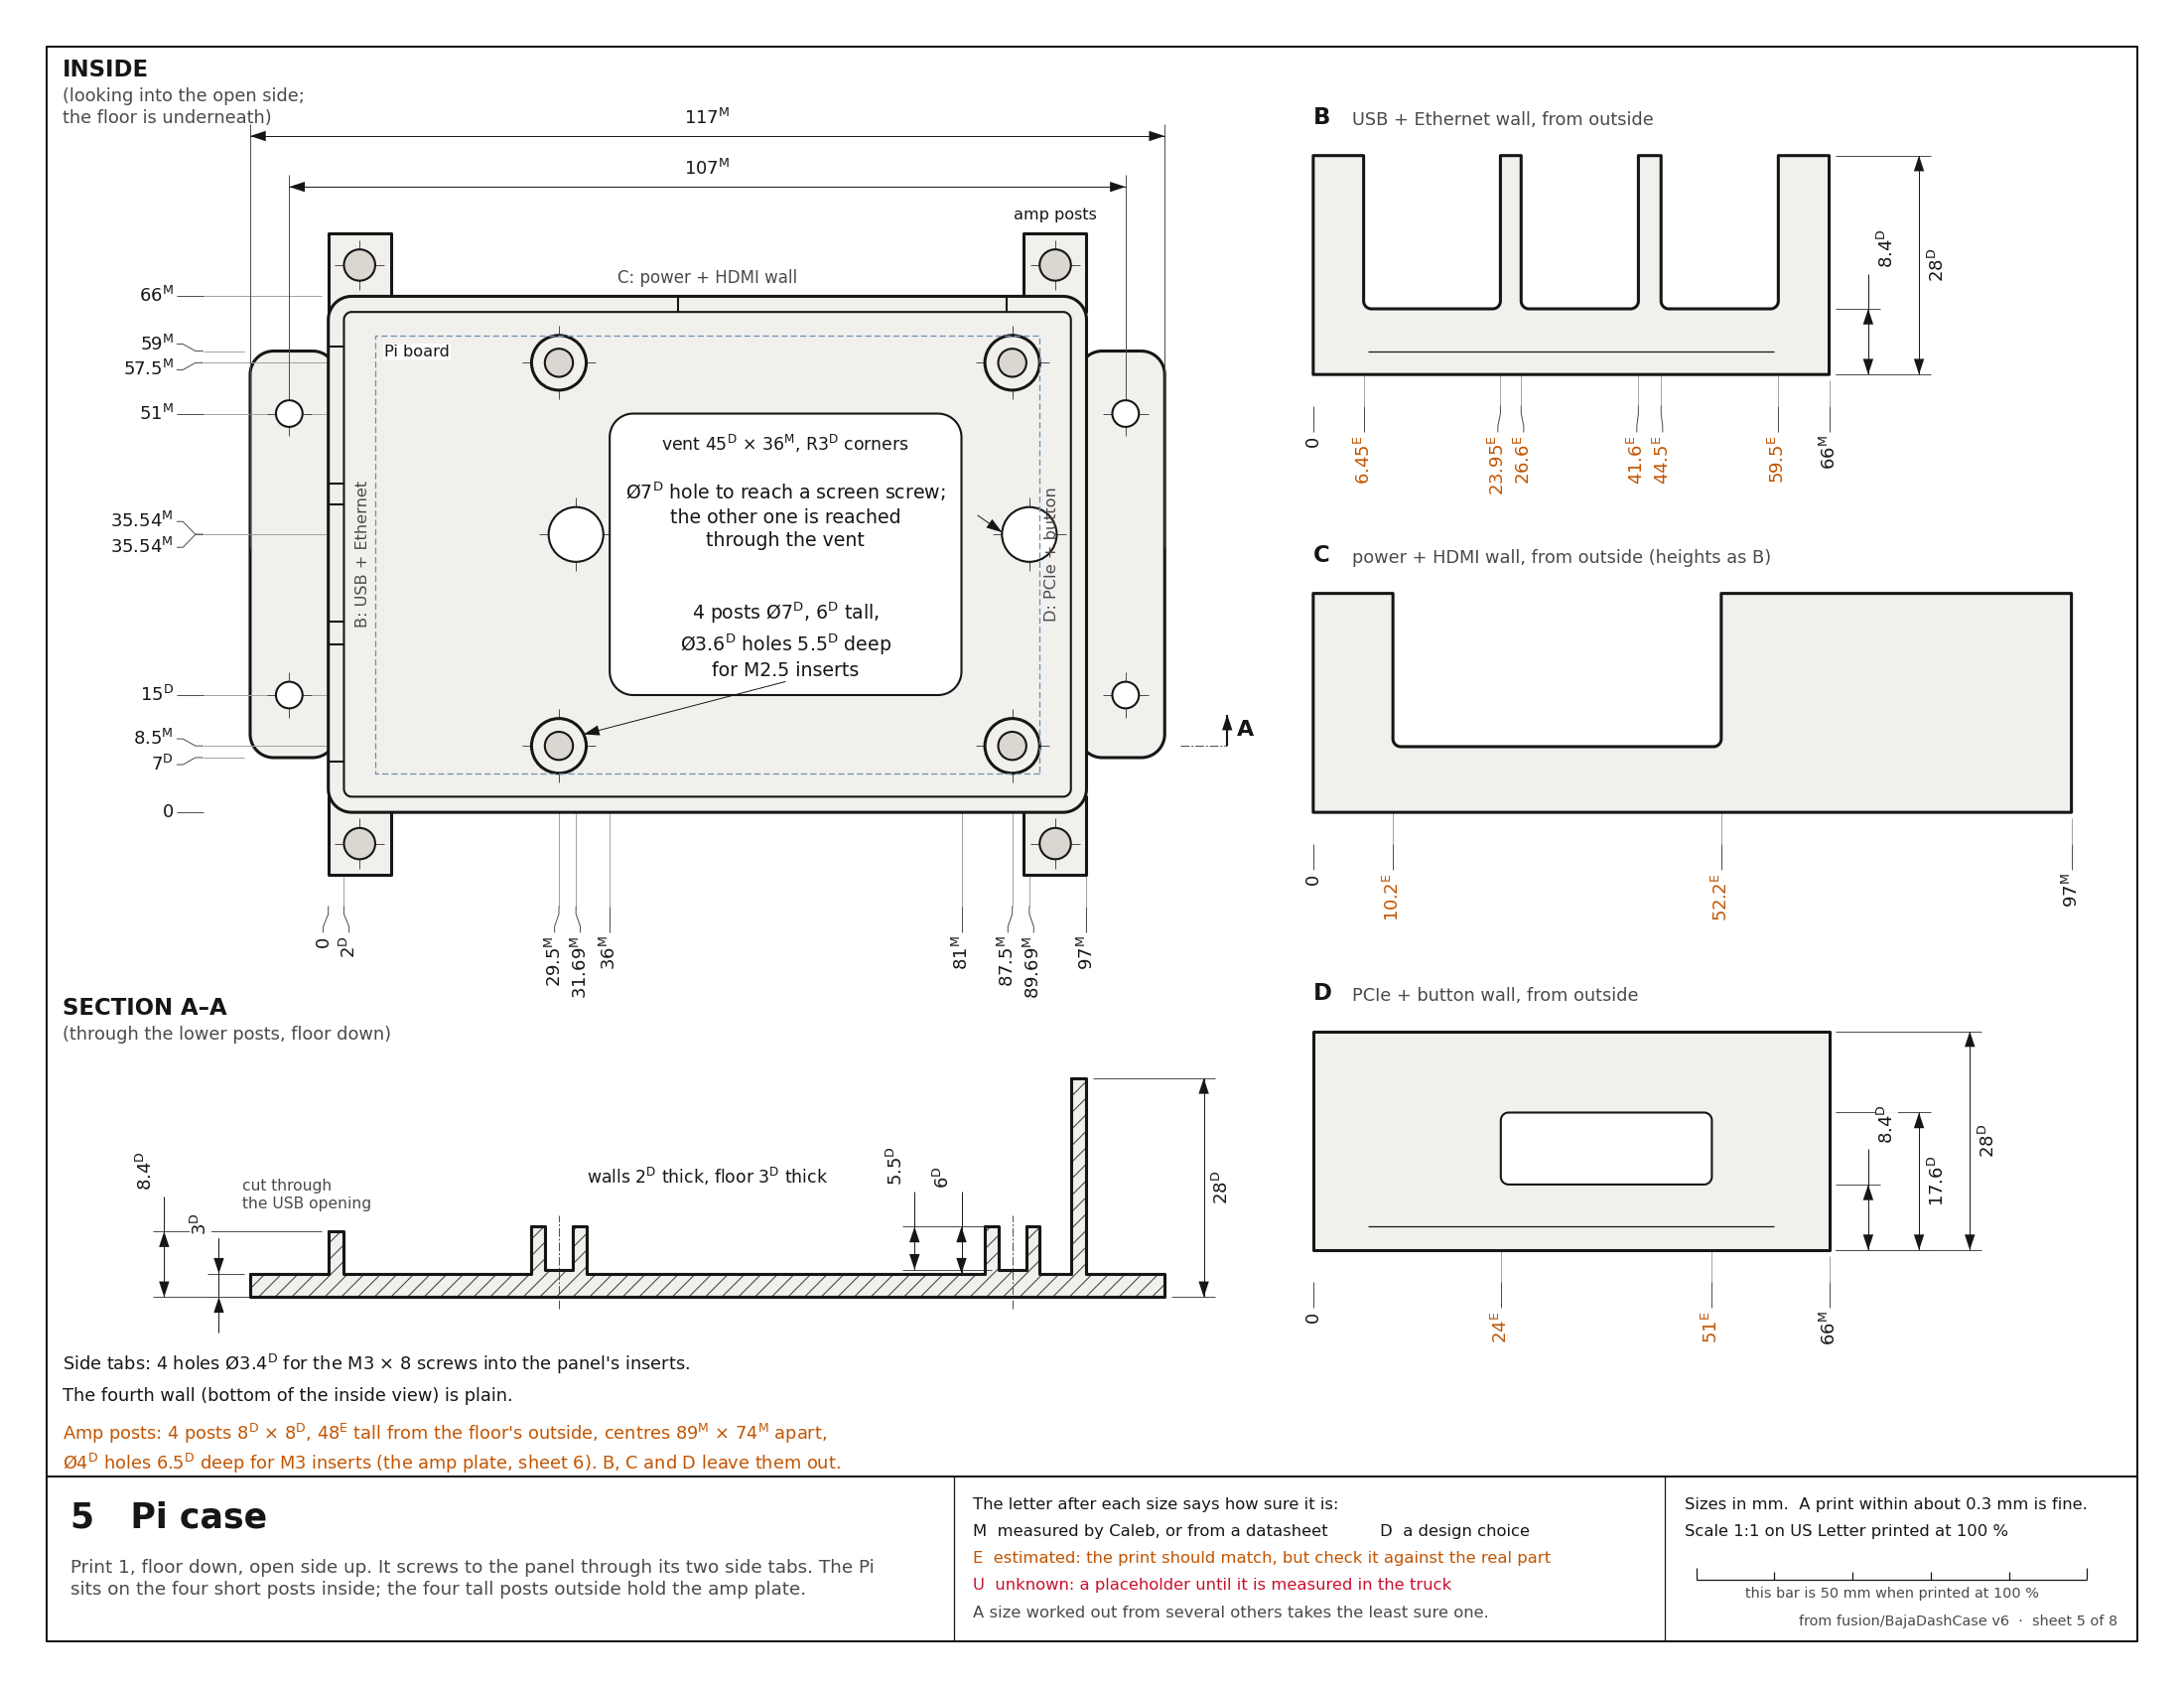 INSIDE
(looking into the open side;
the floor is underneath)
117M
107M
amp posts
C: power + HDMI wall
66M
59M
57.5M
51M
35.54M
35.54M
15D
8.5M
7D
0
Pi board
B: USB + Ethernet
D: PCIe + button
vent 45D × 36M, R3D corners
Ø7D hole to reach a screen screw;
the other one is reached
through the vent
4 posts Ø7D, 6D tall,
Ø3.6D holes 5.5D deep
for M2.5 inserts
A
0
2D
29.5M
31.69M
36M
81M
87.5M
89.69M
97M
B USB + Ethernet wall, from outside
8.4D
28D
0
6.45E
23.95E
26.6E
41.6E
44.5E
59.5E
66M
C power + HDMI wall, from outside (heights as B)
0
10.2E
52.2E
97M
D PCIe + button wall, from outside
8.4D
17.6D
28D
0
24E
51E
66M
SECTION A–A
(through the lower posts, floor down)
8.4D
3D
cut through
the USB opening
walls 2D thick, floor 3D thick
5.5D
6D
28D
Side tabs: 4 holes Ø3.4D for the M3 × 8 screws into the panel's inserts.
The fourth wall (bottom of the inside view) is plain.
Amp posts: 4 posts 8D × 8D, 48E tall from the floor's outside, centres 89M × 74M apart,
Ø4D holes 6.5D deep for M3 inserts (the amp plate, sheet 6). B, C and D leave them out.
5 Pi case
Print 1, floor down, open side up. It screws to the panel through its two side tabs. The Pi
sits on the four short posts inside; the four tall posts outside hold the amp plate.
The letter after each size says how sure it is:
M measured by Caleb, or from a datasheet D a design choice
E estimated: the print should match, but check it against the real part
U unknown: a placeholder until it is measured in the truck
A size worked out from several others takes the least sure one.
Sizes in mm. A print within about 0.3 mm is fine.
Scale 1:1 on US Letter printed at 100 %
this bar is 50 mm when printed at 100 %
from fusion/BajaDashCase v6 · sheet 5 of 8